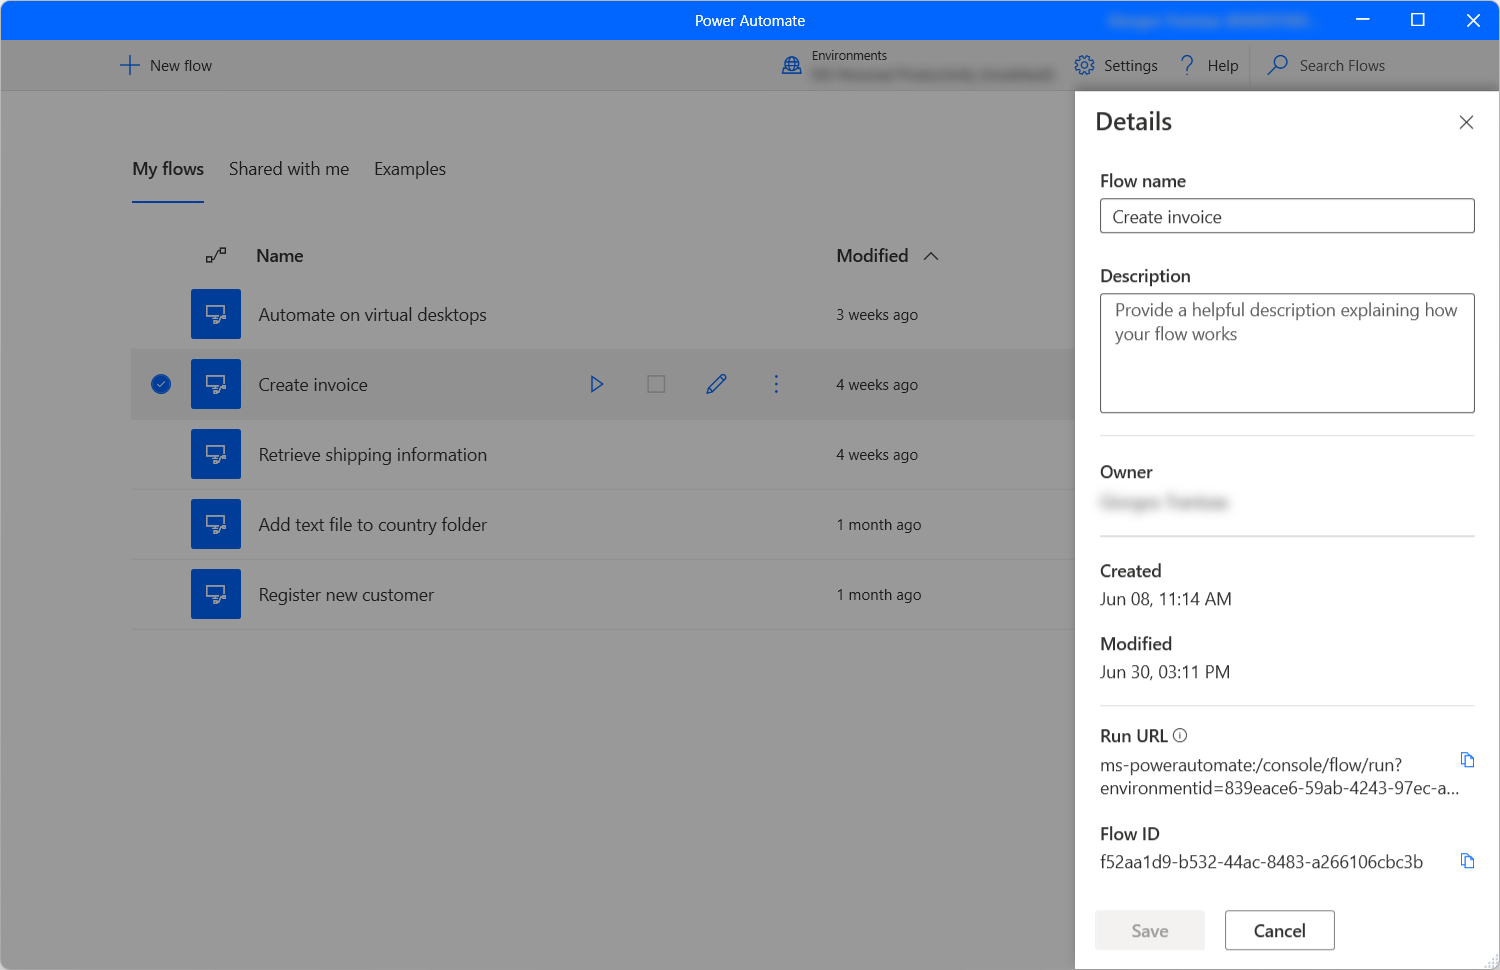 Power Automate
New flow
Environments
Settings
Help
Search Flows
My flows
Shared with me
Examples
Name
Modified
Automate on virtual desktops
3 weeks ago
Create invoice
4 weeks ago
Retrieve shipping information
4 weeks ago
Add text file to country folder
1 month ago
Register new customer
1 month ago
Details
Flow name
Create invoice
Description
Provide a helpful description explaining how
your flow works
Owner
Created
Jun 08, 11:14 AM
Modified
Jun 30, 03:11 PM
Run URL
ms-powerautomate:/console/flow/run?
environmentid=839eace6-59ab-4243-97ec-a...
Flow ID
f52aa1d9-b532-44ac-8483-a266106cbc3b
Save
Cancel